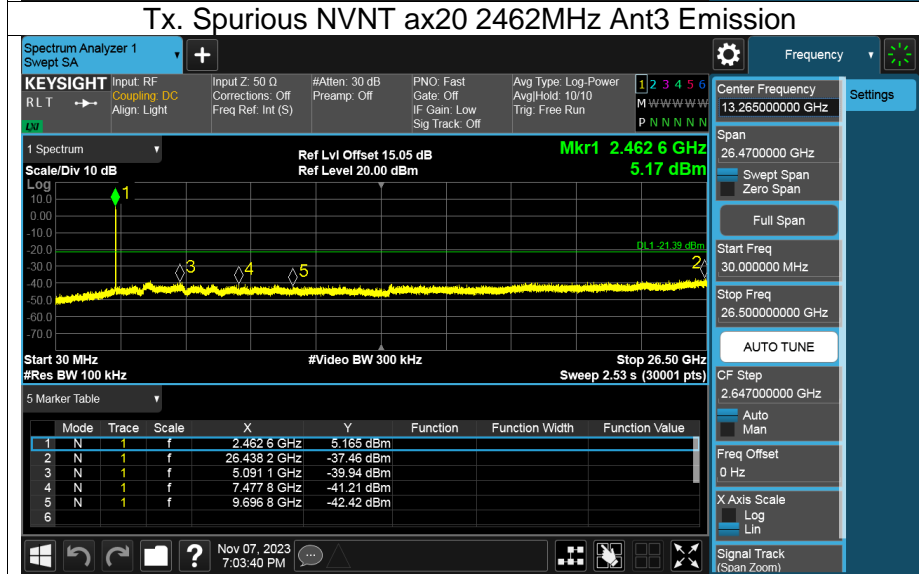 Tx. Spurious NVNT ax20 2462MHz Ant3 Emission
Spectrum Analyzer 1
Swept SA
+
Frequency
Settings
KEYSIGHT
RLT
LXI
Input: RF
Coupling: DC
Align: Light
Input Z: 50 Ω
Corrections: Off
Freq Ref: Int (S)
#Atten: 30 dB
Preamp: Off
PNO: Fast
Gate: Off
IF Gain: Low
Sig Track: Off
Avg Type: Log-Power
Avg|Hold: 10/10
Trig: Free Run
1 2 3 4 5 6
M W W W W W
P N N N N N
1 Spectrum
Scale/Div 10 dB
Ref Lvl Offset 15.05 dB
Ref Level 20.00 dBm
Mkr1 2.462 6 GHz
5.17 dBm
Log
10.0
0.00
-10.0
-20.0
-30.0
-40.0
-50.0
-60.0
-70.0
1
DL1 -21.39 dBm
2
3
4
5
Start 30 MHz
#Res BW 100 kHz
#Video BW 300 kHz
Stop 26.50 GHz
Sweep 2.53 s (30001 pts)
5 Marker Table
Mode Trace Scale X Y Function Function Width Function Value
1 N 1 f 2.462 6 GHz 5.165 dBm
2 N 1 f 26.438 2 GHz -37.46 dBm
3 N 1 f 5.091 1 GHz -39.94 dBm
4 N 1 f 7.477 8 GHz -41.21 dBm
5 N 1 f 9.696 8 GHz -42.42 dBm
6
Center Frequency
13.265000000 GHz
Span
26.4700000 GHz
Swept Span
Zero Span
Full Span
Start Freq
30.000000 MHz
Stop Freq
26.500000000 GHz
AUTO TUNE
CF Step
2.647000000 GHz
Auto
Man
Freq Offset
0 Hz
X Axis Scale
Log
Lin
Signal Track
(Span Zoom)
?
Nov 07, 2023
7:03:40 PM